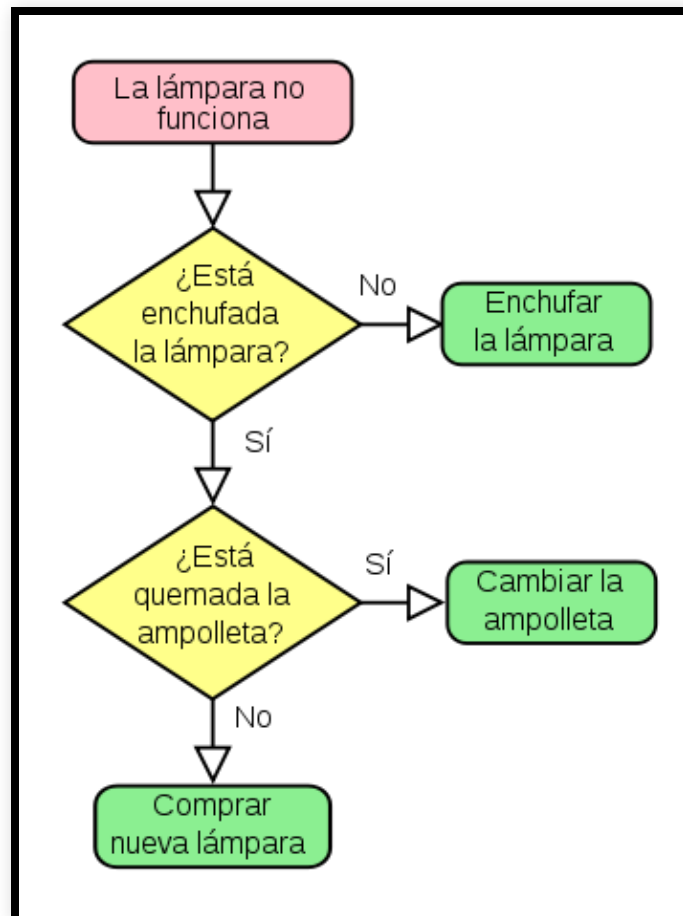 La lámpara no
funciona
¿Está
enchufada
la lámpara?
No
Enchufar
la lámpara
Sí
¿Está
quemada la
ampolleta?
Sí
Cambiar la
ampolleta
No
Comprar
nueva lámpara